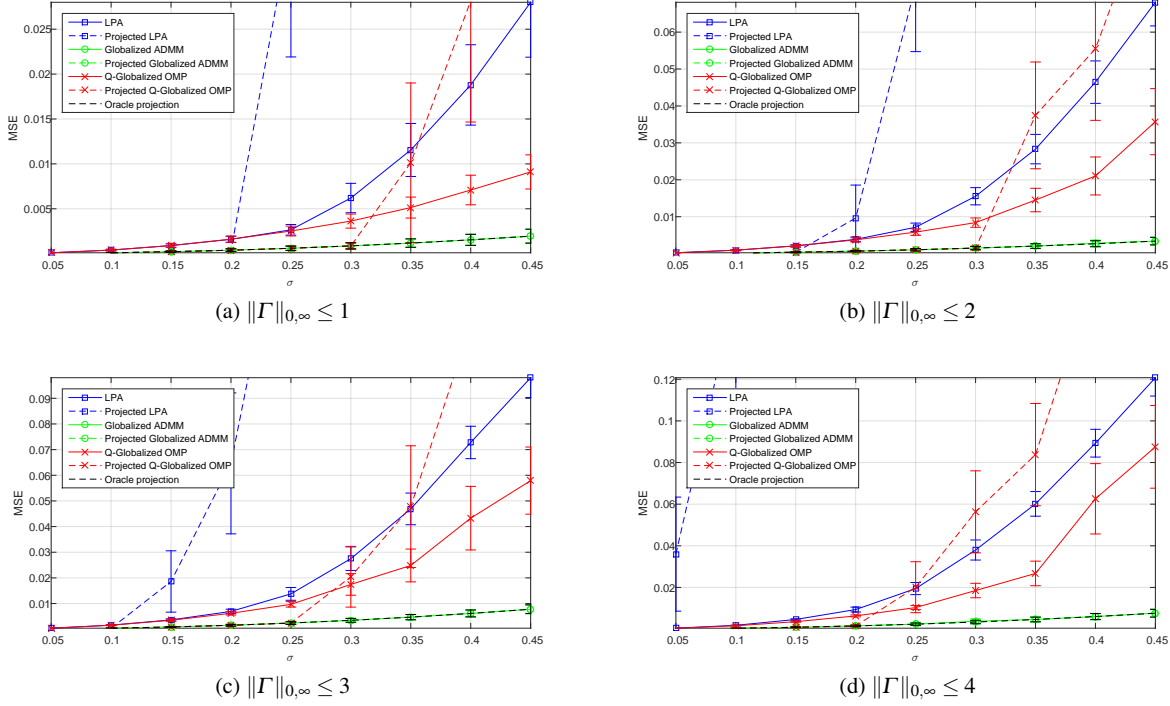 LPA
Projected LPA
Globalized ADMM
Projected Globalized ADMM
Q-Globalized OMP
Projected Q-Globalized OMP
Oracle projection
MSE
0.025
0.02
0.015
0.01
0.005
0.05 0.1 0.15 0.2 0.25 0.3 0.35 0.4 0.45
σ
(a) ‖Γ‖0,∞ ≤ 1
LPA
Projected LPA
Globalized ADMM
Projected Globalized ADMM
Q-Globalized OMP
Projected Q-Globalized OMP
Oracle projection
MSE
0.06
0.05
0.04
0.03
0.02
0.01
0.05 0.1 0.15 0.2 0.25 0.3 0.35 0.4 0.45
σ
(b) ‖Γ‖0,∞ ≤ 2
LPA
Projected LPA
Globalized ADMM
Projected Globalized ADMM
Q-Globalized OMP
Projected Q-Globalized OMP
Oracle projection
MSE
0.09
0.08
0.07
0.06
0.05
0.04
0.03
0.02
0.01
0.05 0.1 0.15 0.2 0.25 0.3 0.35 0.4 0.45
σ
(c) ‖Γ‖0,∞ ≤ 3
LPA
Projected LPA
Globalized ADMM
Projected Globalized ADMM
Q-Globalized OMP
Projected Q-Globalized OMP
Oracle projection
MSE
0.12
0.1
0.08
0.06
0.04
0.02
0.05 0.1 0.15 0.2 0.25 0.3 0.35 0.4 0.45
σ
(d) ‖Γ‖0,∞ ≤ 4